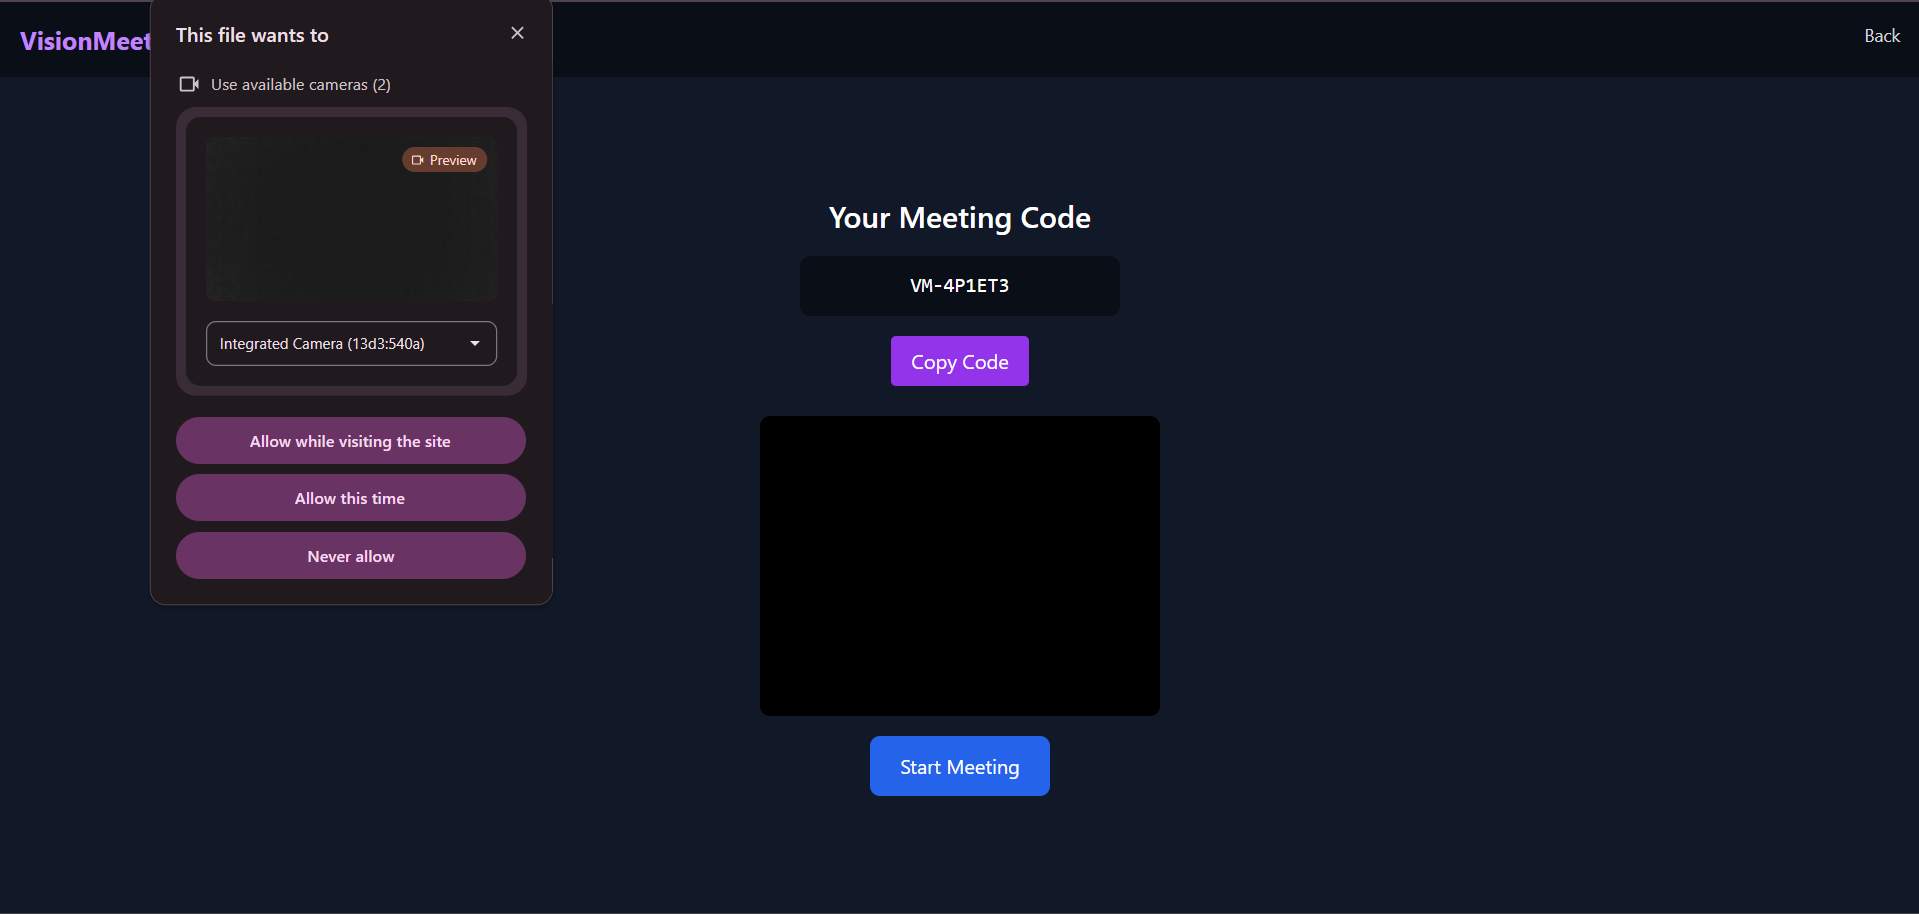 VisionMeet
Back
This file wants to
Use available cameras (2)
Preview
Integrated Camera (13d3:540a)
Allow while visiting the site
Allow this time
Never allow
Your Meeting Code
VM-4P1ET3
Copy Code
Start Meeting